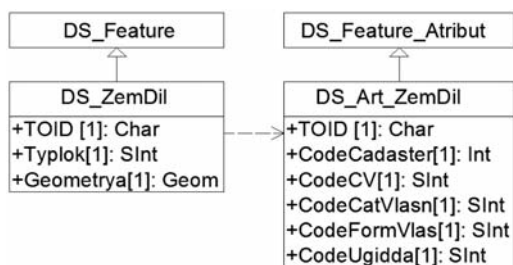 DS_Feature
DS_Feature_Atribut
DS_ZemDil
+TOID [1]: Char
+Typlok[1]: SInt
+Geometrya[1]: Geom
DS_Art_ZemDil
+TOID[1]: Char
+CodeCadaster[1]: Int
+CodeCV[1]: SInt
+CodeCatVlasn[1]: SInt
+CodeFormVlas[1]: SInt
+CodeUgidda[1]: SInt